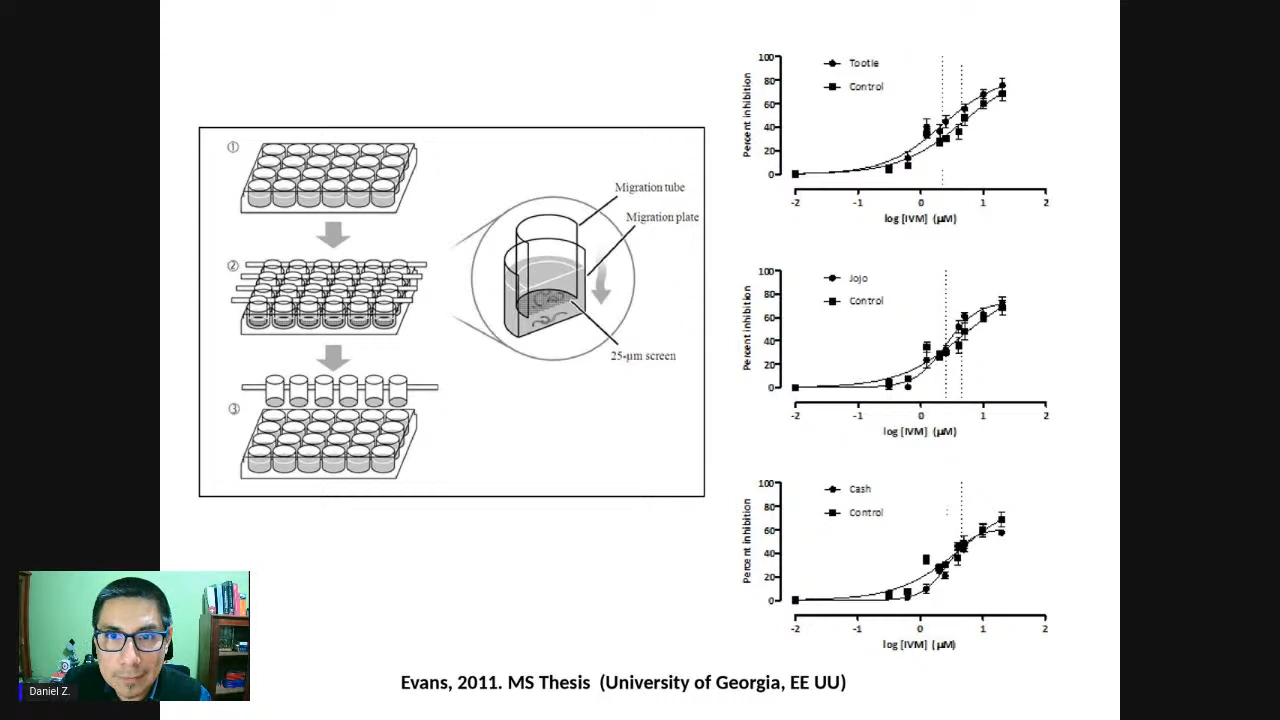 ①
②
③
Migration tube
Migration plate
25-μm screen
100
80
60
40
20
0
Percent inhibition
Tootle
Control
-2 -1 0 1 2
log [IVM] (μM)
100
80
60
40
20
0
Percent inhibition
Jojo
Control
-2 -1 0 1 2
log [IVM] (μM)
100
80
60
40
20
0
Percent inhibition
Cash
Control
-2 -1 0 1 2
log [IVM] (μM)
Daniel Z.
Evans, 2011. MS Thesis (University of Georgia, EE UU)